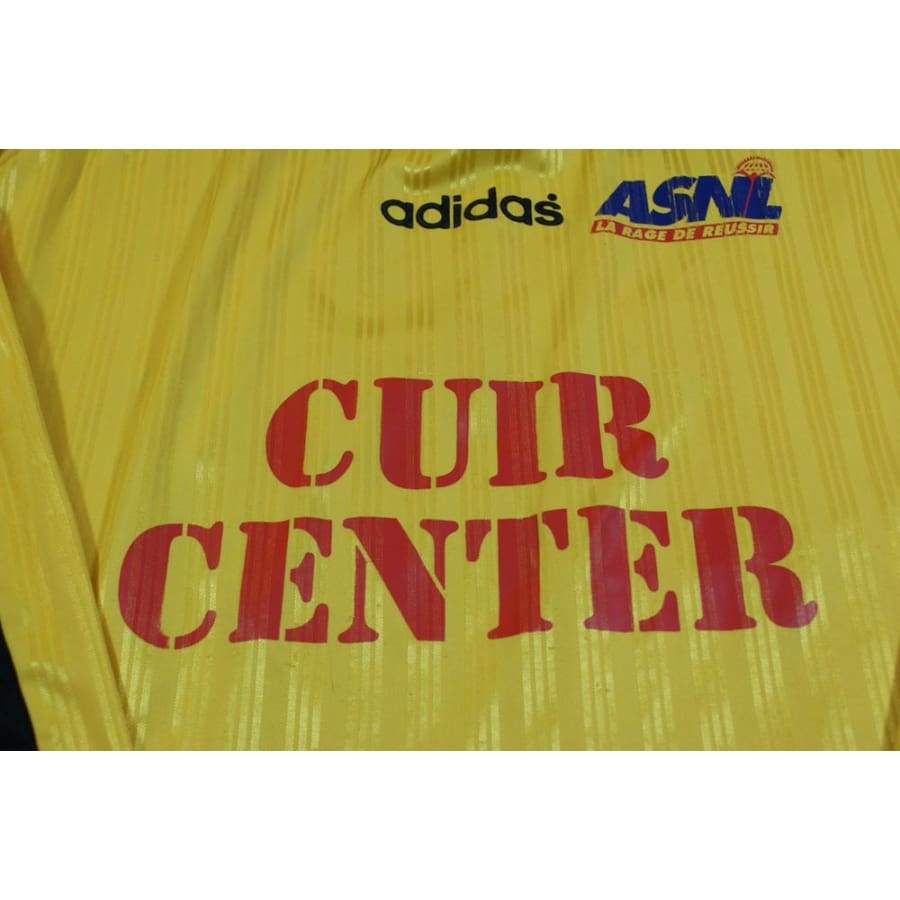 adidas
ASNL
LA RAGE DE REUSSIR
CUIR
CENTER